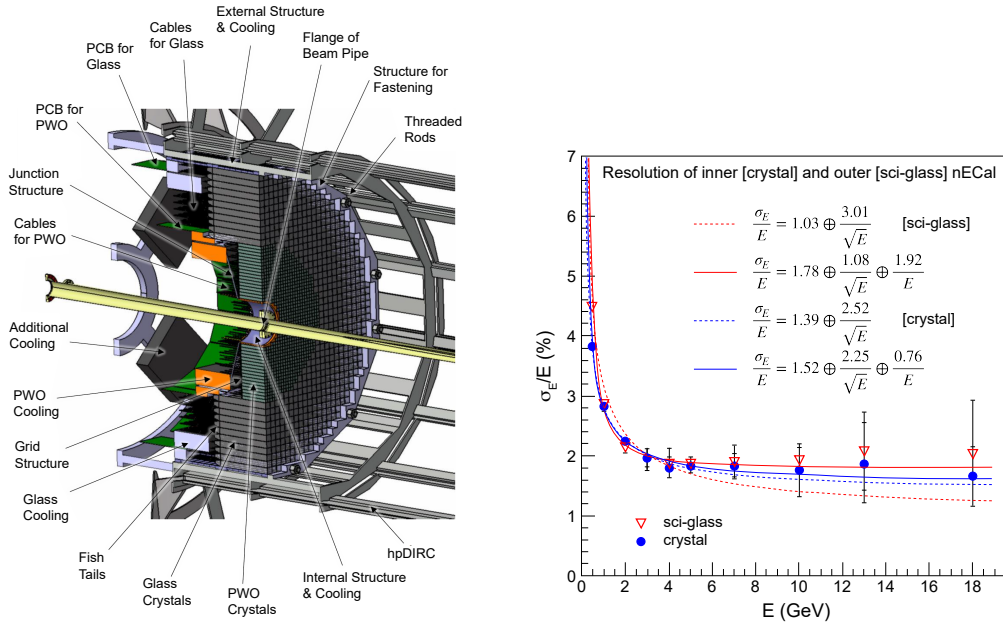 External Structure
& Cooling
Cables
for Glass
Flange of
Beam Pipe
PCB for
Glass
Structure for
Fastening
PCB for
PWO
Threaded
Rods
Junction
Structure
Cables
for PWO
Additional
Cooling
PWO
Cooling
Grid
Structure
Glass
Cooling
Fish
Tails
Glass
Crystals
PWO
Crystals
Internal Structure
& Cooling
hpDIRC
Resolution of inner [crystal] and outer [sci-glass] nECal
σE/E = 1.03 ⊕ 3.01/√E [sci-glass]
σE/E = 1.78 ⊕ 1.08/√E ⊕ 1.92/E
σE/E = 1.39 ⊕ 2.52/√E [crystal]
σE/E = 1.52 ⊕ 2.25/√E ⊕ 0.76/E
sci-glass
crystal
σE/E (%)
7
6
5
4
3
2
1
0
0 2 4 6 8 10 12 14 16 18
E (GeV)